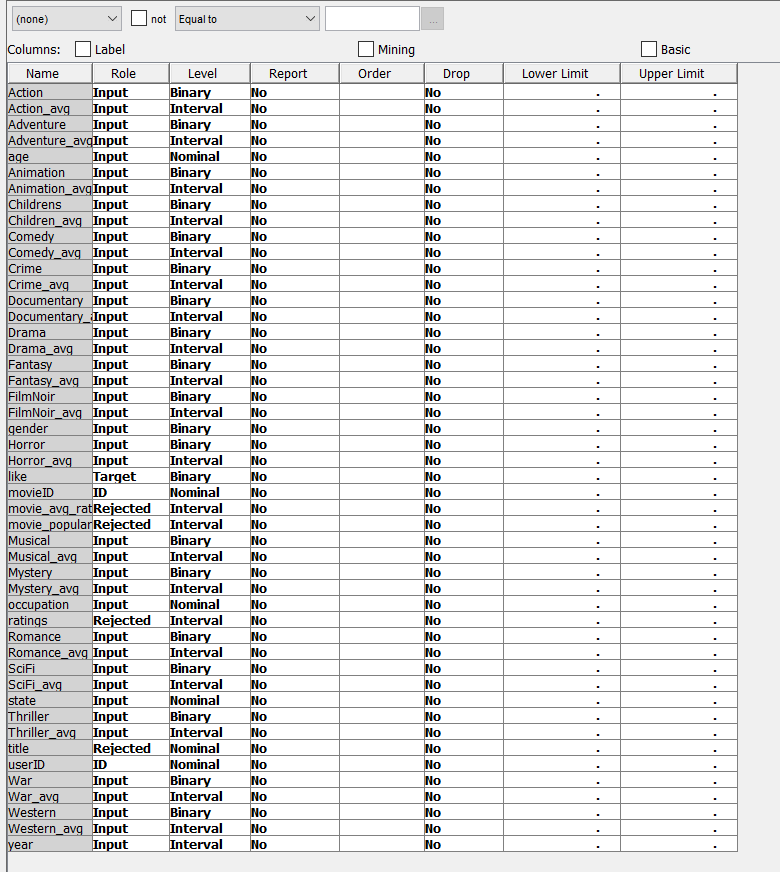 (none) not Equal to ...
Columns: Label Mining Basic
Name Role Level Report Order Drop Lower Limit Upper Limit
Action Input Binary No No . .
Action_avg Input Interval No No . .
Adventure Input Binary No No . .
Adventure_avg Input Interval No No . .
age Input Nominal No No . .
Animation Input Binary No No . .
Animation_avg Input Interval No No . .
Childrens Input Binary No No . .
Children_avg Input Interval No No . .
Comedy Input Binary No No . .
Comedy_avg Input Interval No No . .
Crime Input Binary No No . .
Crime_avg Input Interval No No . .
Documentary Input Binary No No . .
Documentary_a Input Interval No No . .
Drama Input Binary No No . .
Drama_avg Input Interval No No . .
Fantasy Input Binary No No . .
Fantasy_avg Input Interval No No . .
FilmNoir Input Binary No No . .
FilmNoir_avg Input Interval No No . .
gender Input Binary No No . .
Horror Input Binary No No . .
Horror_avg Input Interval No No . .
like Target Binary No No . .
movieID ID Nominal No No . .
movie_avg_rat Rejected Interval No No . .
movie_popular Rejected Interval No No . .
Musical Input Binary No No . .
Musical_avg Input Interval No No . .
Mystery Input Binary No No . .
Mystery_avg Input Interval No No . .
occupation Input Nominal No No . .
ratings Rejected Interval No No . .
Romance Input Binary No No . .
Romance_avg Input Interval No No . .
SciFi Input Binary No No . .
SciFi_avg Input Interval No No . .
state Input Nominal No No . .
Thriller Input Binary No No . .
Thriller_avg Input Interval No No . .
title Rejected Nominal No No . .
userID ID Nominal No No . .
War Input Binary No No . .
War_avg Input Interval No No . .
Western Input Binary No No . .
Western_avg Input Interval No No . .
year Input Interval No No . .